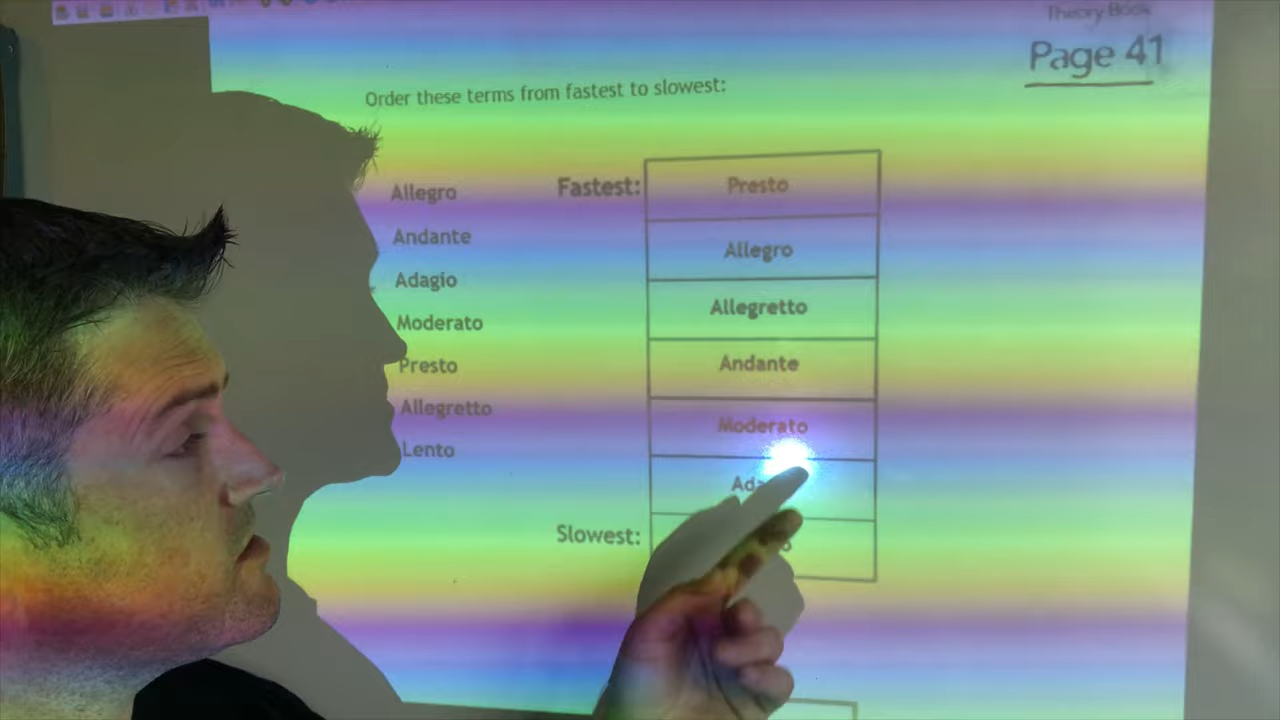 Theory Book
Page 41
Order these terms from fastest to slowest:
Allegro
Andante
Adagio
Moderato
Presto
Allegretto
Lento
Fastest:
Presto
Allegro
Allegretto
Andante
Moderato
Slowest: